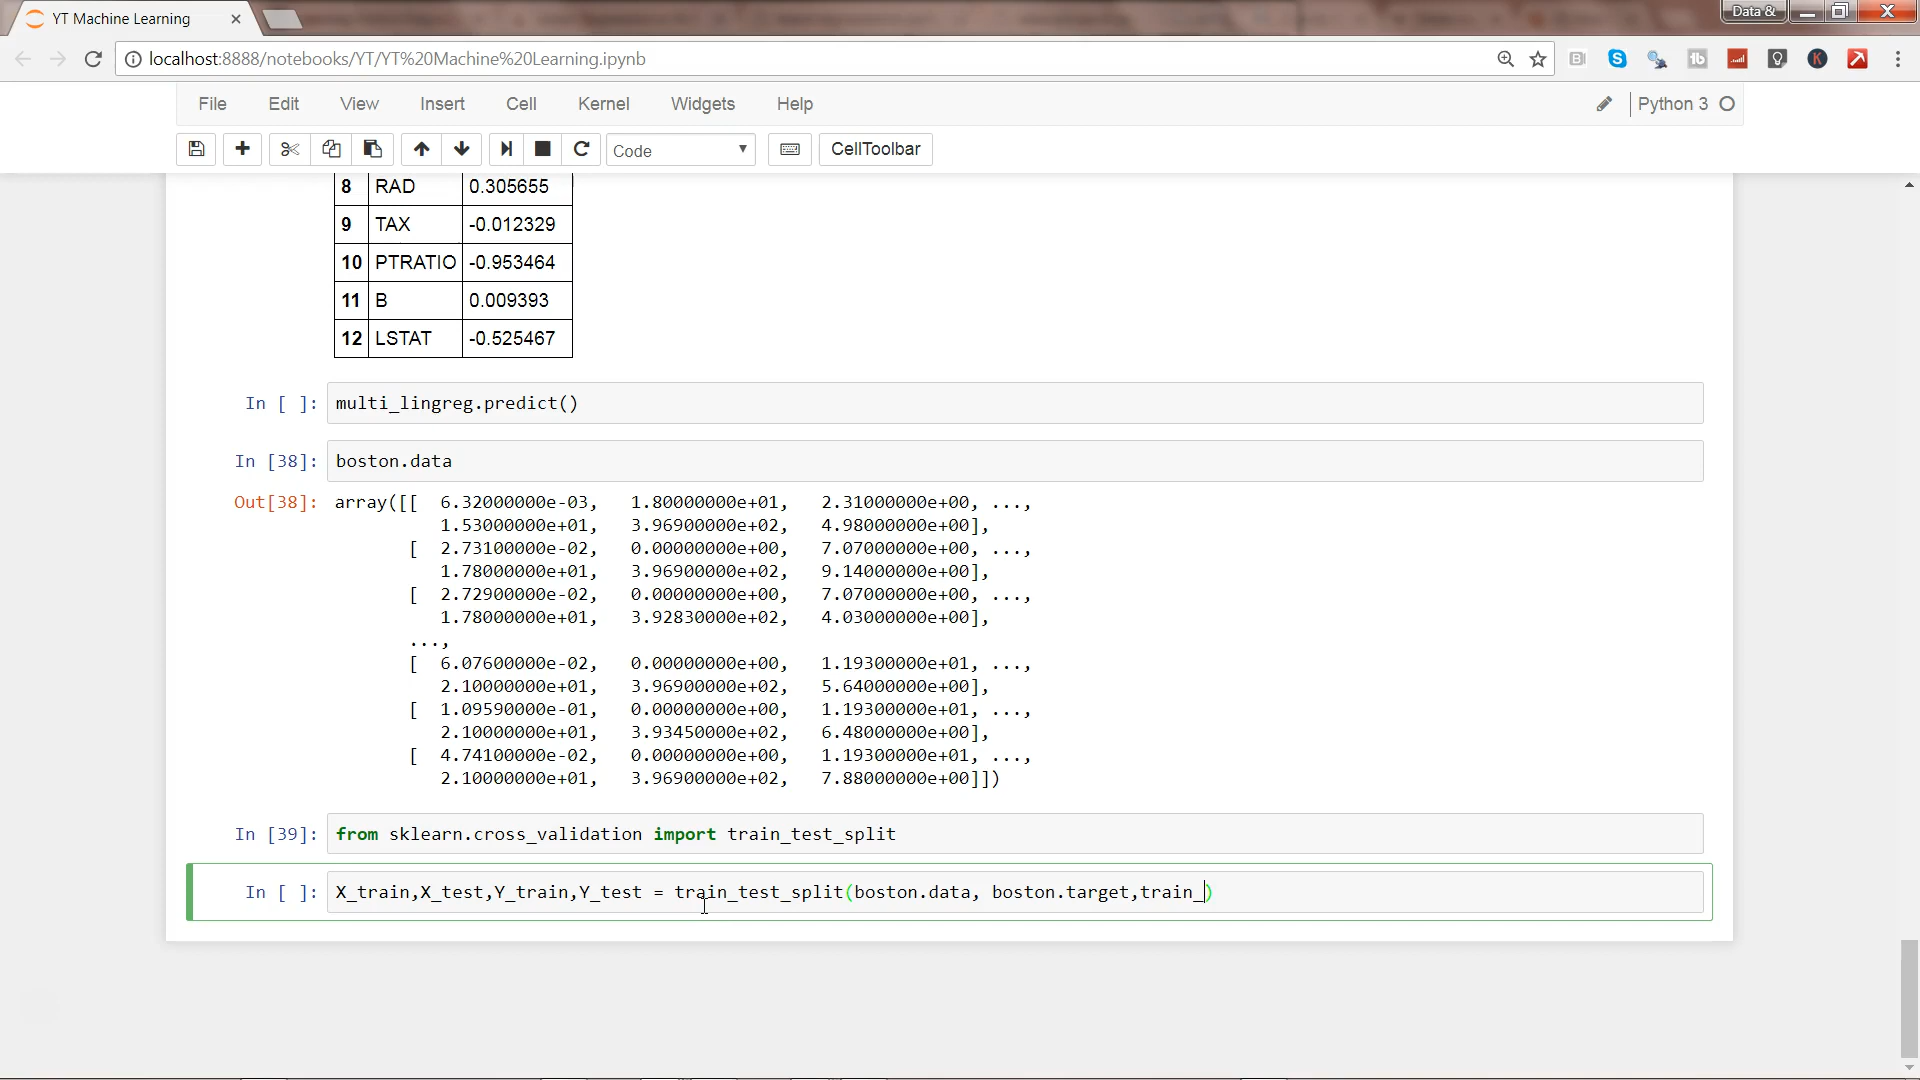 YT Machine Learning
Data &
localhost:8888/notebooks/YT/YT%20Machine%20Learning.ipynb
File Edit View Insert Cell Kernel Widgets Help Python 3
Code CellToolbar
8 RAD 0.305655
9 TAX -0.012329
10 PTRATIO -0.953464
11 B 0.009393
12 LSTAT -0.525467
In [ ]: multi_lingreg.predict()
In [38]: boston.data
Out[38]: array([[ 6.32000000e-03, 1.80000000e+01, 2.31000000e+00, ...,
1.53000000e+01, 3.96900000e+02, 4.98000000e+00],
[ 2.73100000e-02, 0.00000000e+00, 7.07000000e+00, ...,
1.78000000e+01, 3.96900000e+02, 9.14000000e+00],
[ 2.72900000e-02, 0.00000000e+00, 7.07000000e+00, ...,
1.78000000e+01, 3.92830000e+02, 4.03000000e+00],
...,
[ 6.07600000e-02, 0.00000000e+00, 1.19300000e+01, ...,
2.10000000e+01, 3.96900000e+02, 5.64000000e+00],
[ 1.09590000e-01, 0.00000000e+00, 1.19300000e+01, ...,
2.10000000e+01, 3.93450000e+02, 6.48000000e+00],
[ 4.74100000e-02, 0.00000000e+00, 1.19300000e+01, ...,
2.10000000e+01, 3.96900000e+02, 7.88000000e+00]])
In [39]: from sklearn.cross_validation import train_test_split
In [ ]: X_train,X_test,Y_train,Y_test = train_test_split(boston.data, boston.target,train_)